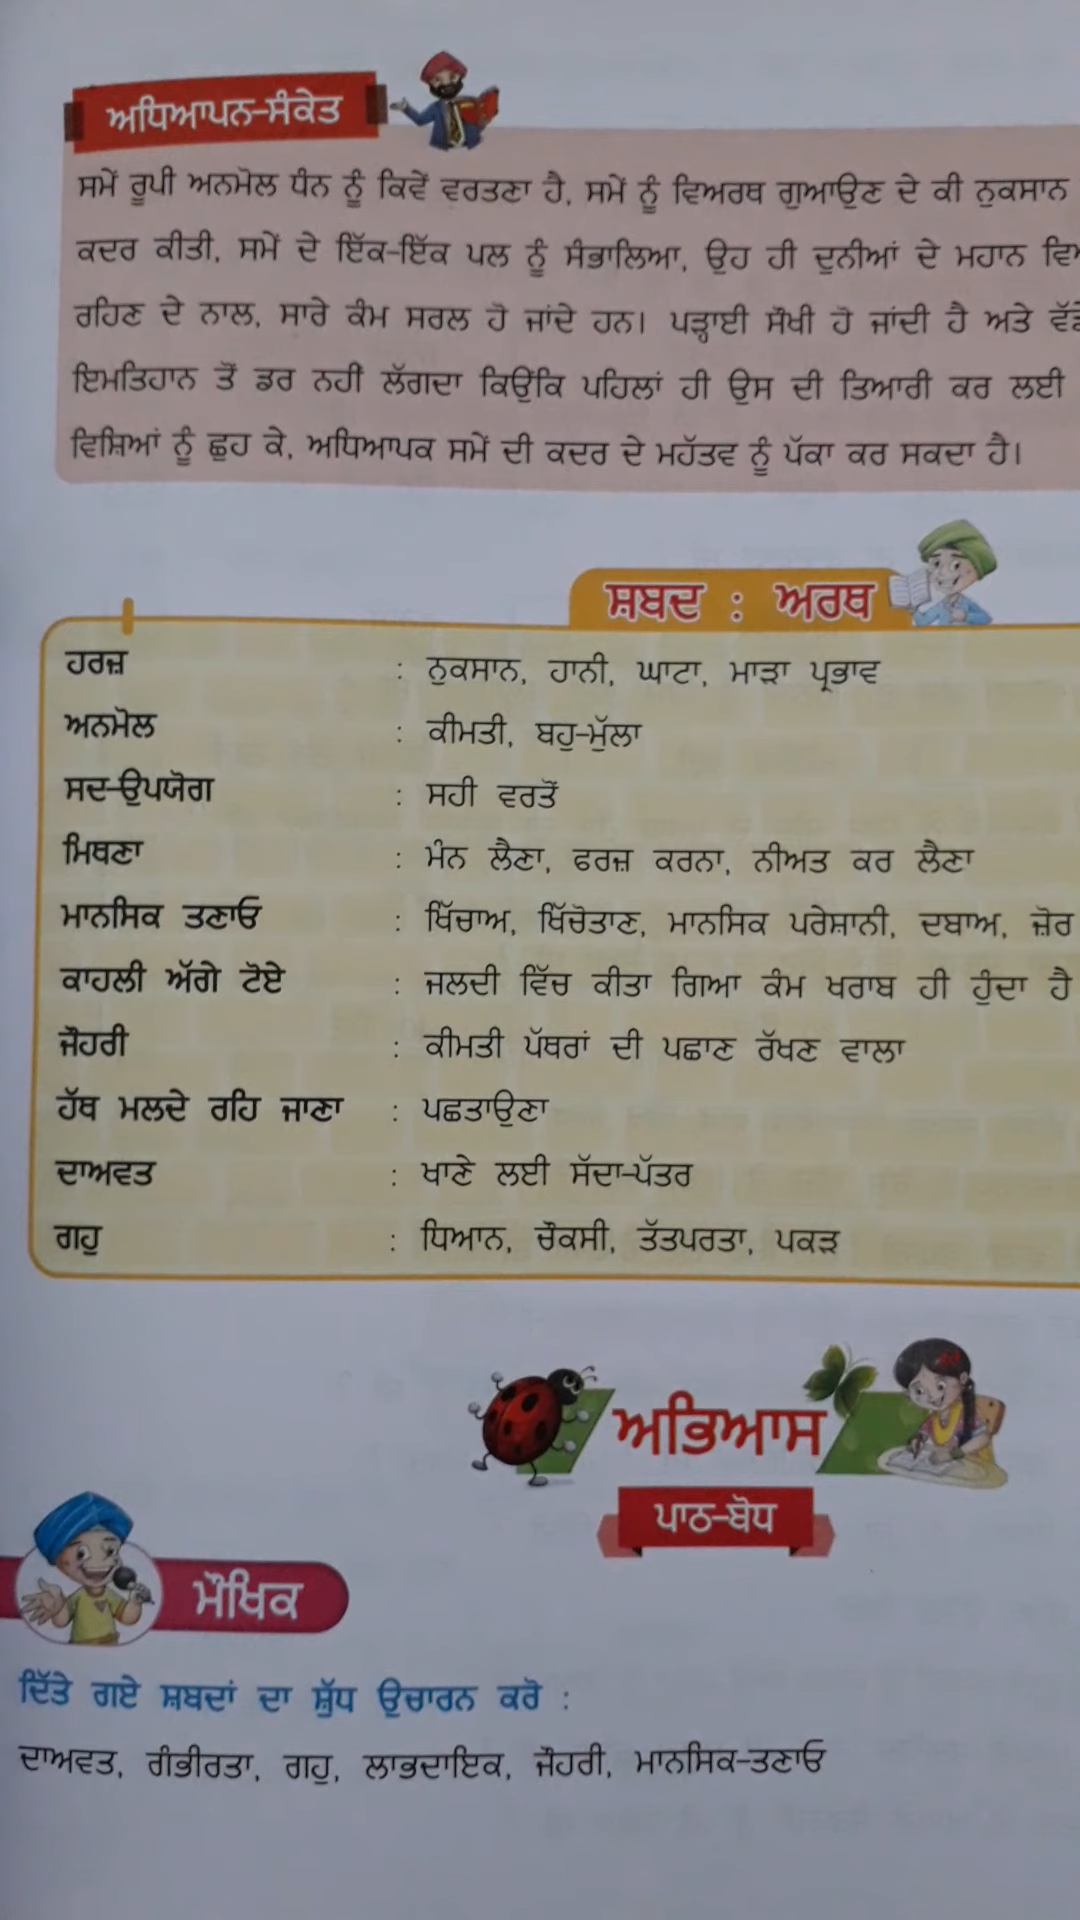 ਅਧਿਆਪਨ-ਸੰਕੇਤ
ਸਮੇਂ ਰੂਪੀ ਅਨਮੋਲ ਧੰਨ ਨੂੰ ਕਿਵੇਂ ਵਰਤਣਾ ਹੈ, ਸਮੇਂ ਨੂੰ ਵਿਅਰਥ ਗੁਆਉਣ ਦੇ ਕੀ ਨੁਕਸਾਨ
ਕਦਰ ਕੀਤੀ, ਸਮੇਂ ਦੇ ਇੱਕ-ਇੱਕ ਪਲ ਨੂੰ ਸੰਭਾਲਿਆ, ਉਹ ਹੀ ਦੁਨੀਆਂ ਦੇ ਮਹਾਨ
ਰਹਿਣ ਦੇ ਨਾਲ, ਸਾਰੇ ਕੰਮ ਸਰਲ ਹੋ ਜਾਂਦੇ ਹਨ। ਪੜ੍ਹਾਈ ਸੌਖੀ ਹੋ ਜਾਂਦੀ ਹੈ ਅਤੇ
ਇਮਤਿਹਾਨ ਤੋਂ ਡਰ ਨਹੀਂ ਲੱਗਦਾ ਕਿਉਂਕਿ ਪਹਿਲਾਂ ਹੀ ਉਸ ਦੀ ਤਿਆਰੀ ਕਰ ਲਈ
ਵਿਸ਼ਿਆਂ ਨੂੰ ਛੂਹ ਕੇ, ਅਧਿਆਪਕ ਸਮੇਂ ਦੀ ਕਦਰ ਦੇ ਮਹੱਤਵ ਨੂੰ ਪੱਕਾ ਕਰ ਸਕਦਾ ਹੈ।
ਸ਼ਬਦ : ਅਰਥ
ਹਰਜ਼ : ਨੁਕਸਾਨ, ਹਾਨੀ, ਘਾਟਾ, ਮਾੜਾ ਪ੍ਰਭਾਵ
ਅਨਮੋਲ : ਕੀਮਤੀ, ਬਹੁ-ਮੁੱਲਾ
ਸਦ-ਉਪਯੋਗ : ਸਹੀ ਵਰਤੋਂ
ਮਿਥਣਾ : ਮੰਨ ਲੈਣਾ, ਫਰਜ਼ ਕਰਨਾ, ਨੀਅਤ ਕਰ ਲੈਣਾ
ਮਾਨਸਿਕ ਤਣਾਓ : ਖਿੱਚਾਅ, ਖਿੱਚੋਤਾਣ, ਮਾਨਸਿਕ ਪਰੇਸ਼ਾਨੀ, ਦਬਾਅ, ਜ਼ੋਰ
ਕਾਹਲੀ ਅੱਗੇ ਟੋਏ : ਜਲਦੀ ਵਿੱਚ ਕੀਤਾ ਗਿਆ ਕੰਮ ਖਰਾਬ ਹੀ ਹੁੰਦਾ ਹੈ
ਜੌਹਰੀ : ਕੀਮਤੀ ਪੱਥਰਾਂ ਦੀ ਪਛਾਣ ਰੱਖਣ ਵਾਲਾ
ਹੱਥ ਮਲਦੇ ਰਹਿ ਜਾਣਾ : ਪਛਤਾਉਣਾ
ਦਾਅਵਤ : ਖਾਣੇ ਲਈ ਸੱਦਾ-ਪੱਤਰ
ਗਹੁ : ਧਿਆਨ, ਚੌਕਸੀ, ਤੱਤਪਰਤਾ, ਪਕੜ
ਅਭਿਆਸ
ਪਾਠ-ਬੋਧ
ਮੌਖਿਕ
ਦਿੱਤੇ ਗਏ ਸ਼ਬਦਾਂ ਦਾ ਸ਼ੁੱਧ ਉਚਾਰਨ ਕਰੋ :
ਦਾਅਵਤ, ਗੰਭੀਰਤਾ, ਗਹੁ, ਲਾਭਦਾਇਕ, ਜੌਹਰੀ, ਮਾਨਸਿਕ-ਤਣਾਓ